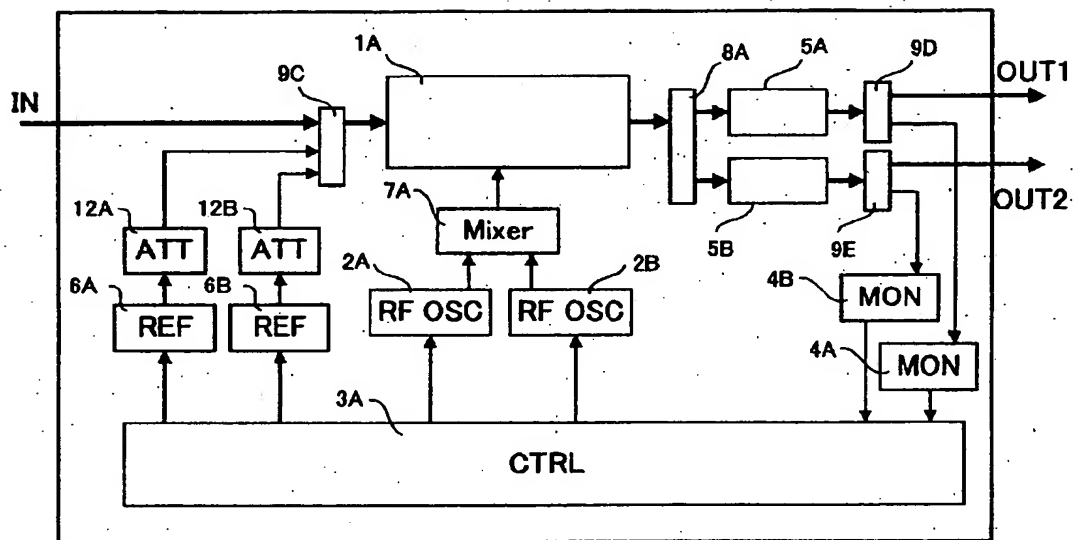 1A
9C
8A
5A
9D
OUT1
IN
OUT2
7A
Mixer
12A
12B
ATT
ATT
5B
9E
2A
2B
4B
MON
6A
6B
RF OSC
RF OSC
REF
REF
4A
MON
3A
CTRL